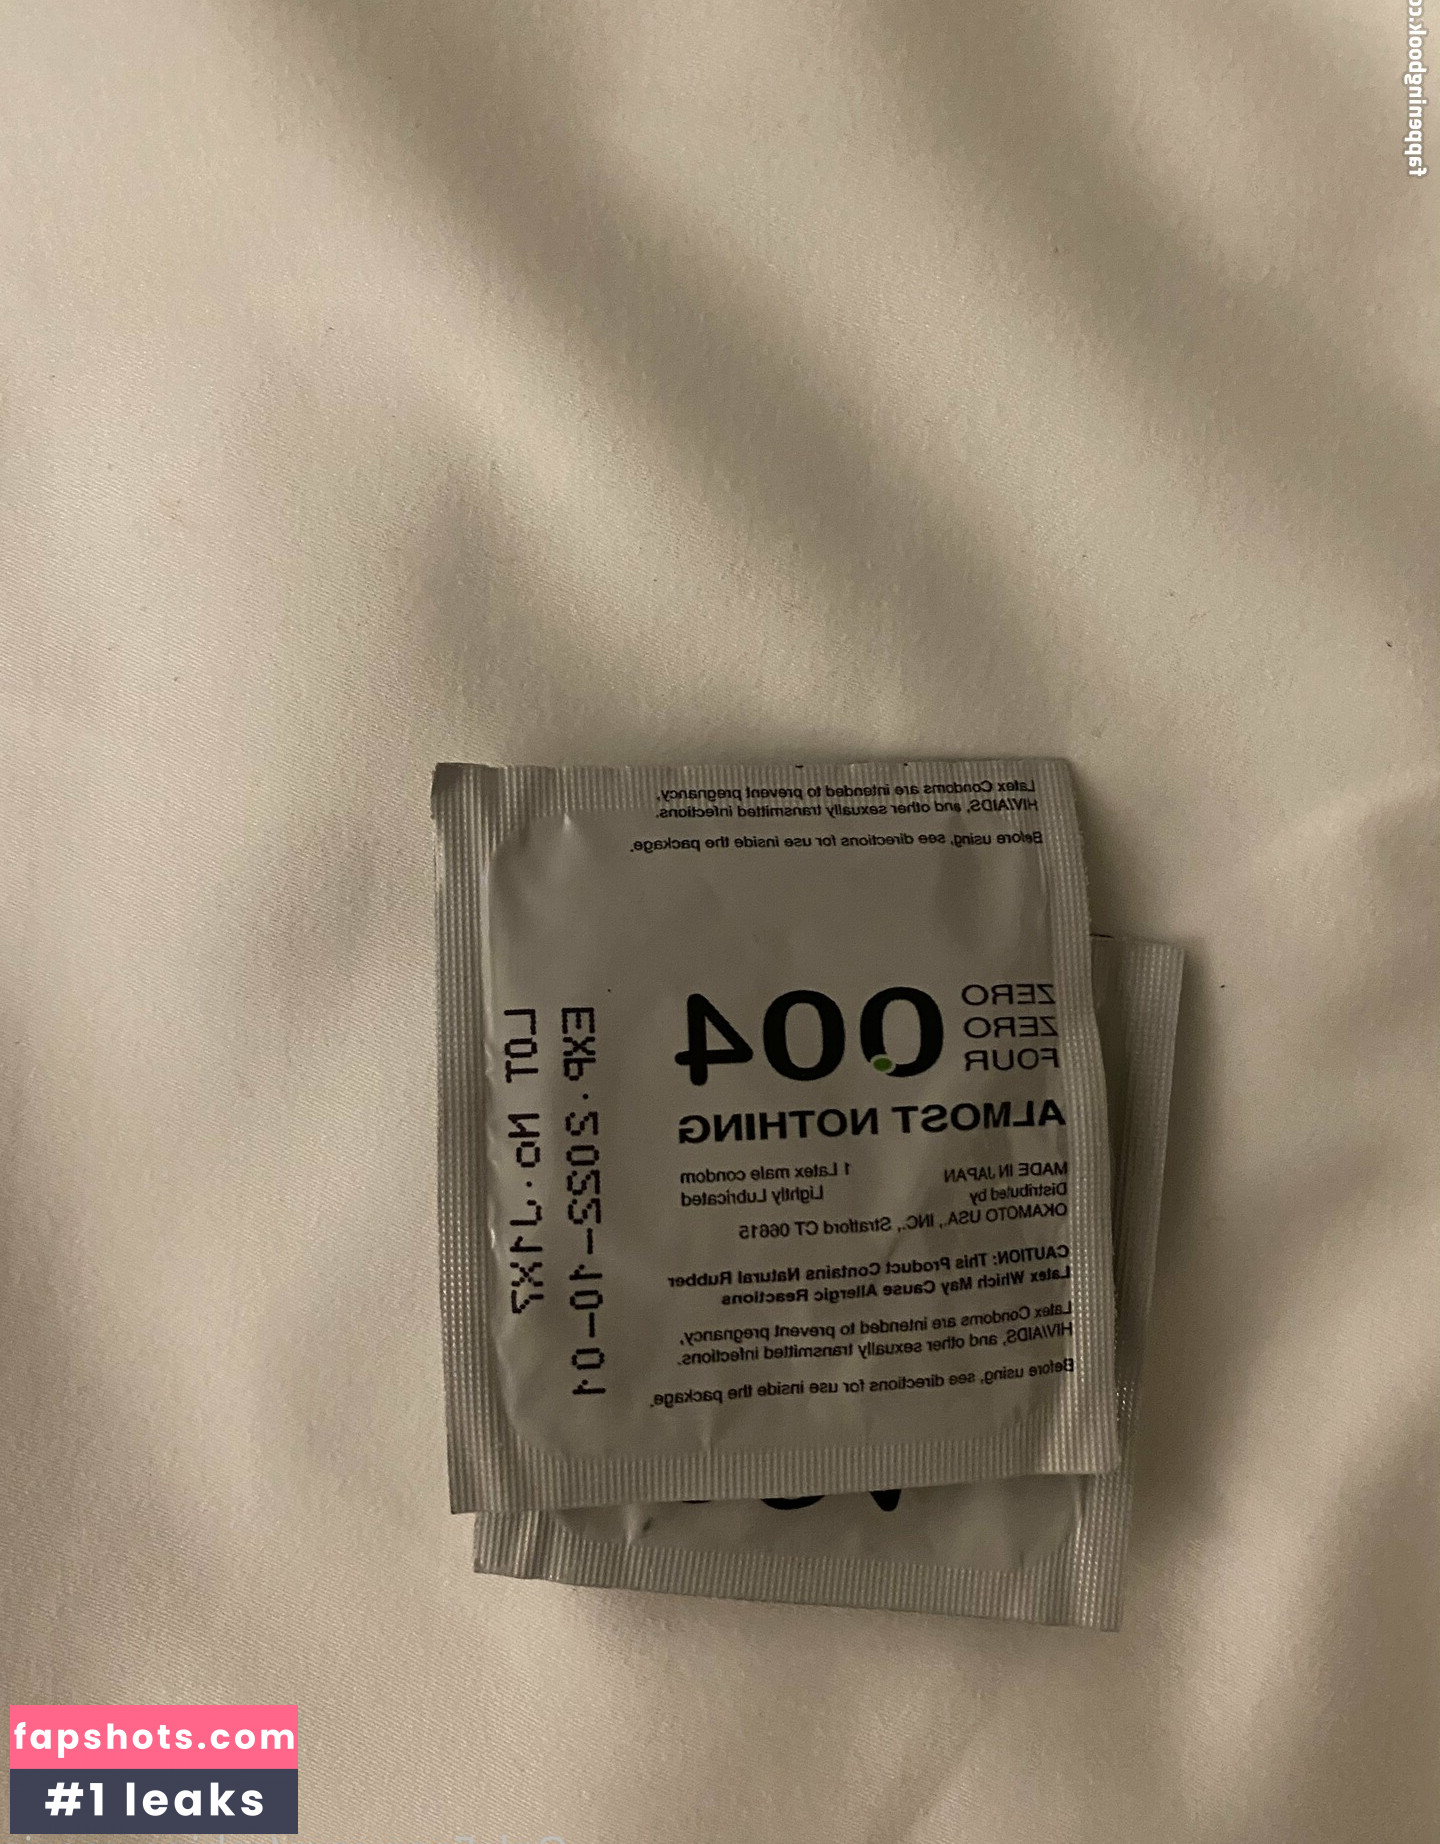 fappeningbook.co
Latex Condoms are intended to prevent pregnancy,
HIV/AIDS, and other sexually transmitted infections.
Before using, see directions for use inside the package.
ZERO
ZERO
FOUR
004
ALMOST NOTHING
MADE IN JAPAN
Distributed by
OKAMOTO USA., INC., Stratford CT 06615
1 Latex male condom
Lightly Lubricated
CAUTION: This Product Contains Natural Rubber
Latex Which May Cause Allergic Reactions
Latex Condoms are intended to prevent pregnancy,
HIV/AIDS, and other sexually transmitted infections.
Before using, see directions for use inside the package.
EXP. 2022-10-01
LOT No. J1X7
fapshots.com
#1 leaks